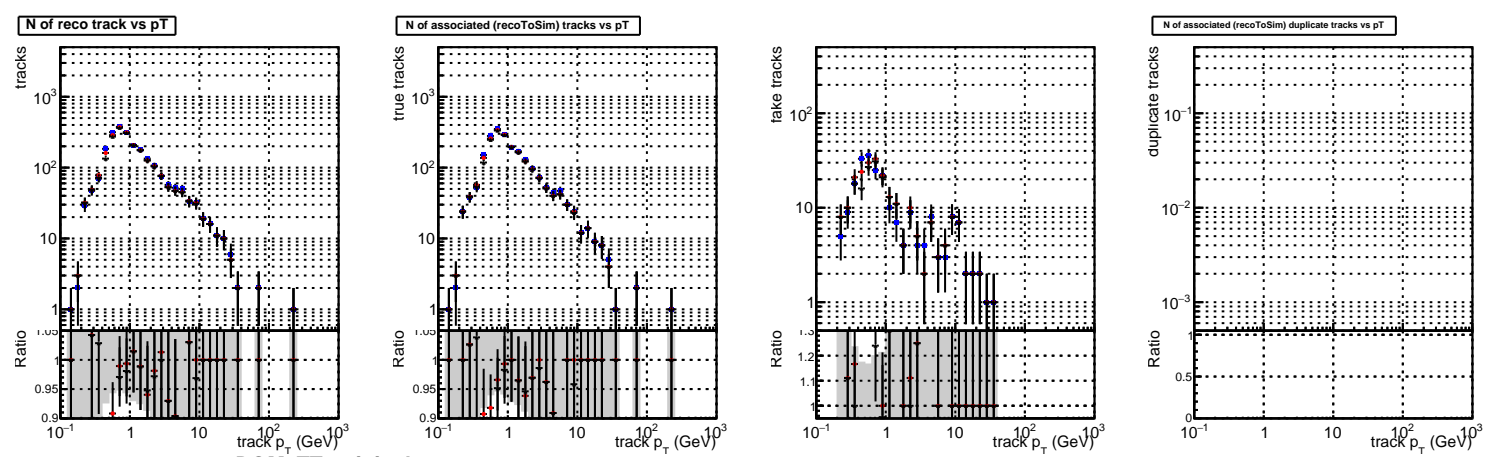 N of reco track vs pT
tracks
10³
10²
10
1
Ratio
1.05
1
0.95
0.9
10⁻¹ 1 10 10² 10³
track p_T (GeV)
N of associated (recoToSim) tracks vs pT
true tracks
10³
10²
10
1
Ratio
1.05
1
0.95
0.9
10⁻¹ 1 10 10² 10³
track p_T (GeV)
fake tracks
10²
10
1
Ratio
1.3
1.2
1.1
1
10⁻¹ 1 10 10² 10³
track p_T (GeV)
N of associated (recoToSim) duplicate tracks vs pT
duplicate tracks
10⁻¹
10⁻²
10⁻³
Ratio
1
0.5
0
10⁻¹ 1 10 10² 10³
track p_T (GeV)